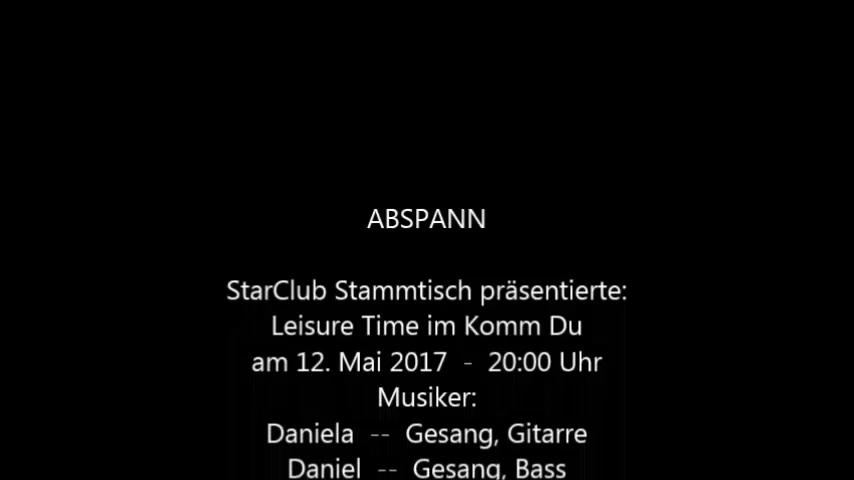 ABSPANN
StarClub Stammtisch präsentierte:
Leisure Time im Komm Du
am 12. Mai 2017 - 20:00 Uhr
Musiker:
Daniela -- Gesang, Gitarre
Daniel -- Gesang, Bass